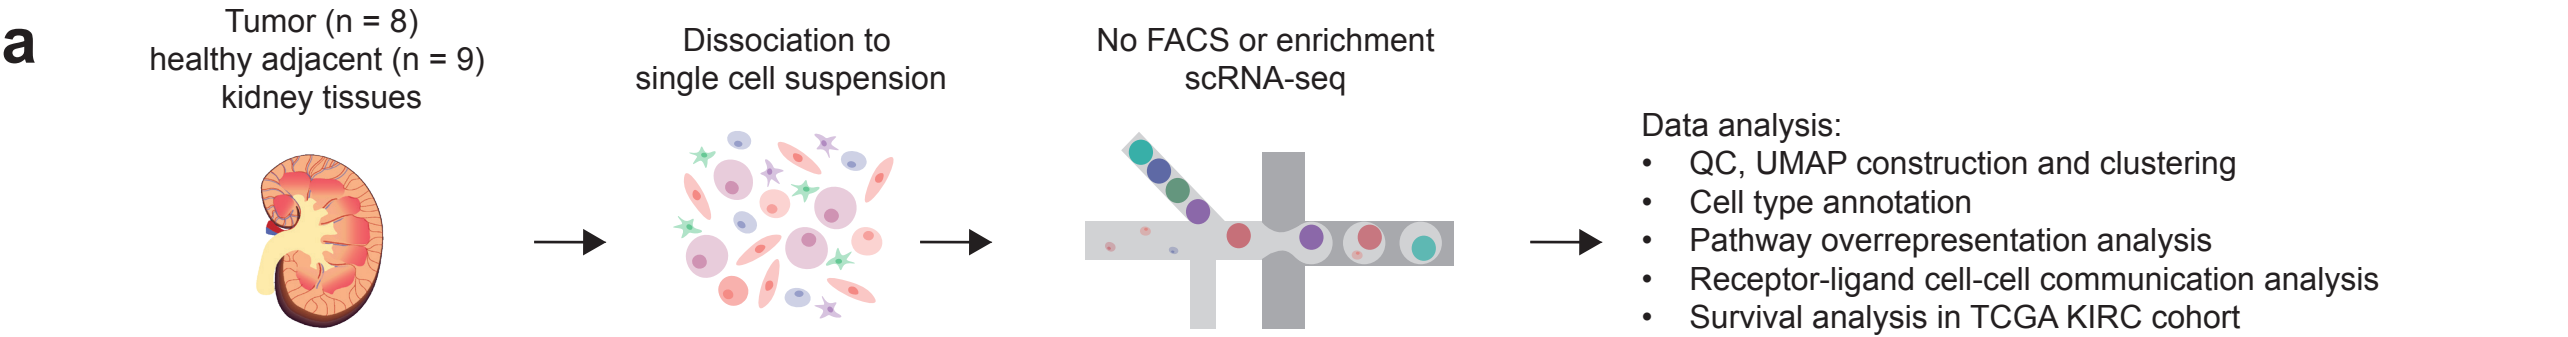 a
Tumor (n = 8)
healthy adjacent (n = 9)
kidney tissues
Dissociation to
single cell suspension
No FACS or enrichment
scRNA-seq
Data analysis:
• QC, UMAP construction and clustering
• Cell type annotation
• Pathway overrepresentation analysis
• Receptor-ligand cell-cell communication analysis
• Survival analysis in TCGA KIRC cohort